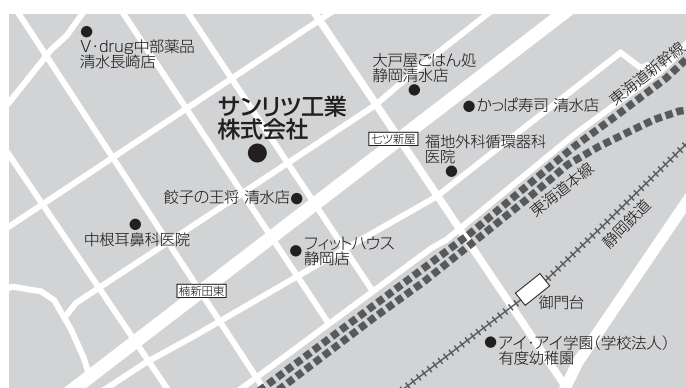 V・drug中部薬品
清水長崎店
大戸屋ごはん処
静岡清水店
東海道新幹線
サンリツ工業
株式会社
かっぱ寿司 清水店
七ツ新屋
福地外科循環器科
医院
東海道本線
餃子の王将 清水店
静岡鉄道
中根耳鼻科医院
フィットハウス
静岡店
楠新田東
御門台
アイ・アイ学園（学校法人）
有度幼稚園